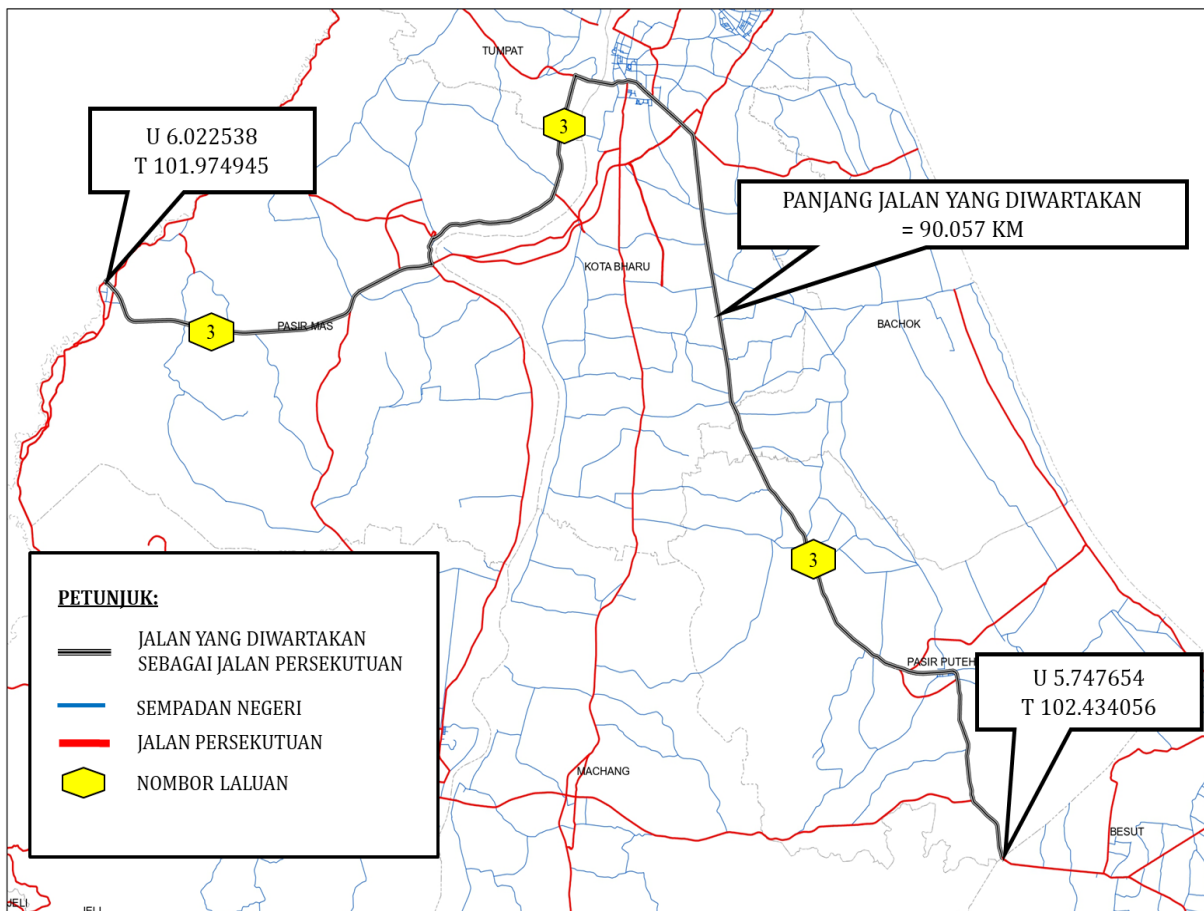 TUMPAT
3
U 6.022538
T 101.974945
PANJANG JALAN YANG DIWARTAKAN
= 90.057 KM
KOTA BHARU
BACHOK
3
PASIR MAS
3
PETUNJUK:
JALAN YANG DIWARTAKAN
SEBAGAI JALAN PERSEKUTUAN
SEMPADAN NEGERI
JALAN PERSEKUTUAN
NOMBOR LALUAN
PASIR PUTEH
U 5.747654
T 102.434056
MACHANG
BESUT
JELI
JELI